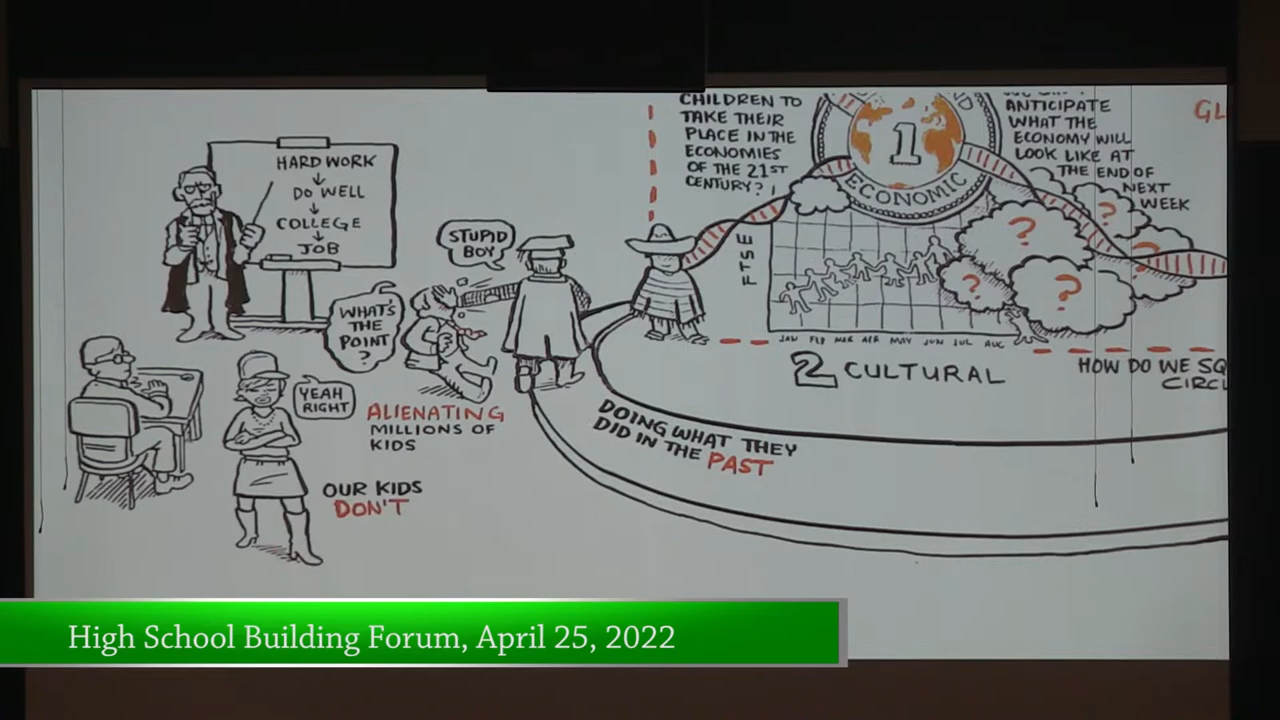 HARD WORK
DO WELL
COLLEGE
JOB
STUPID
BOY
WHAT'S
THE
POINT
?
YEAH
RIGHT
ALIENATING
MILLIONS OF
KIDS
OUR KIDS
DON'T
CHILDREN TO
TAKE THEIR
PLACE IN THE
ECONOMIES
OF THE 21ST
CENTURY?
1
ECONOMIC
ANTICIPATE
WHAT THE
ECONOMY WILL
LOOK LIKE AT
THE END OF
NEXT
WEEK
GL
?
?
?
?
FTSE
JAN FEB MAR APR MAY JUN JUL AUG
2 CULTURAL
HOW DO WE SQ
CIRCL
DOING WHAT THEY
DID IN THE PAST
High School Building Forum, April 25, 2022